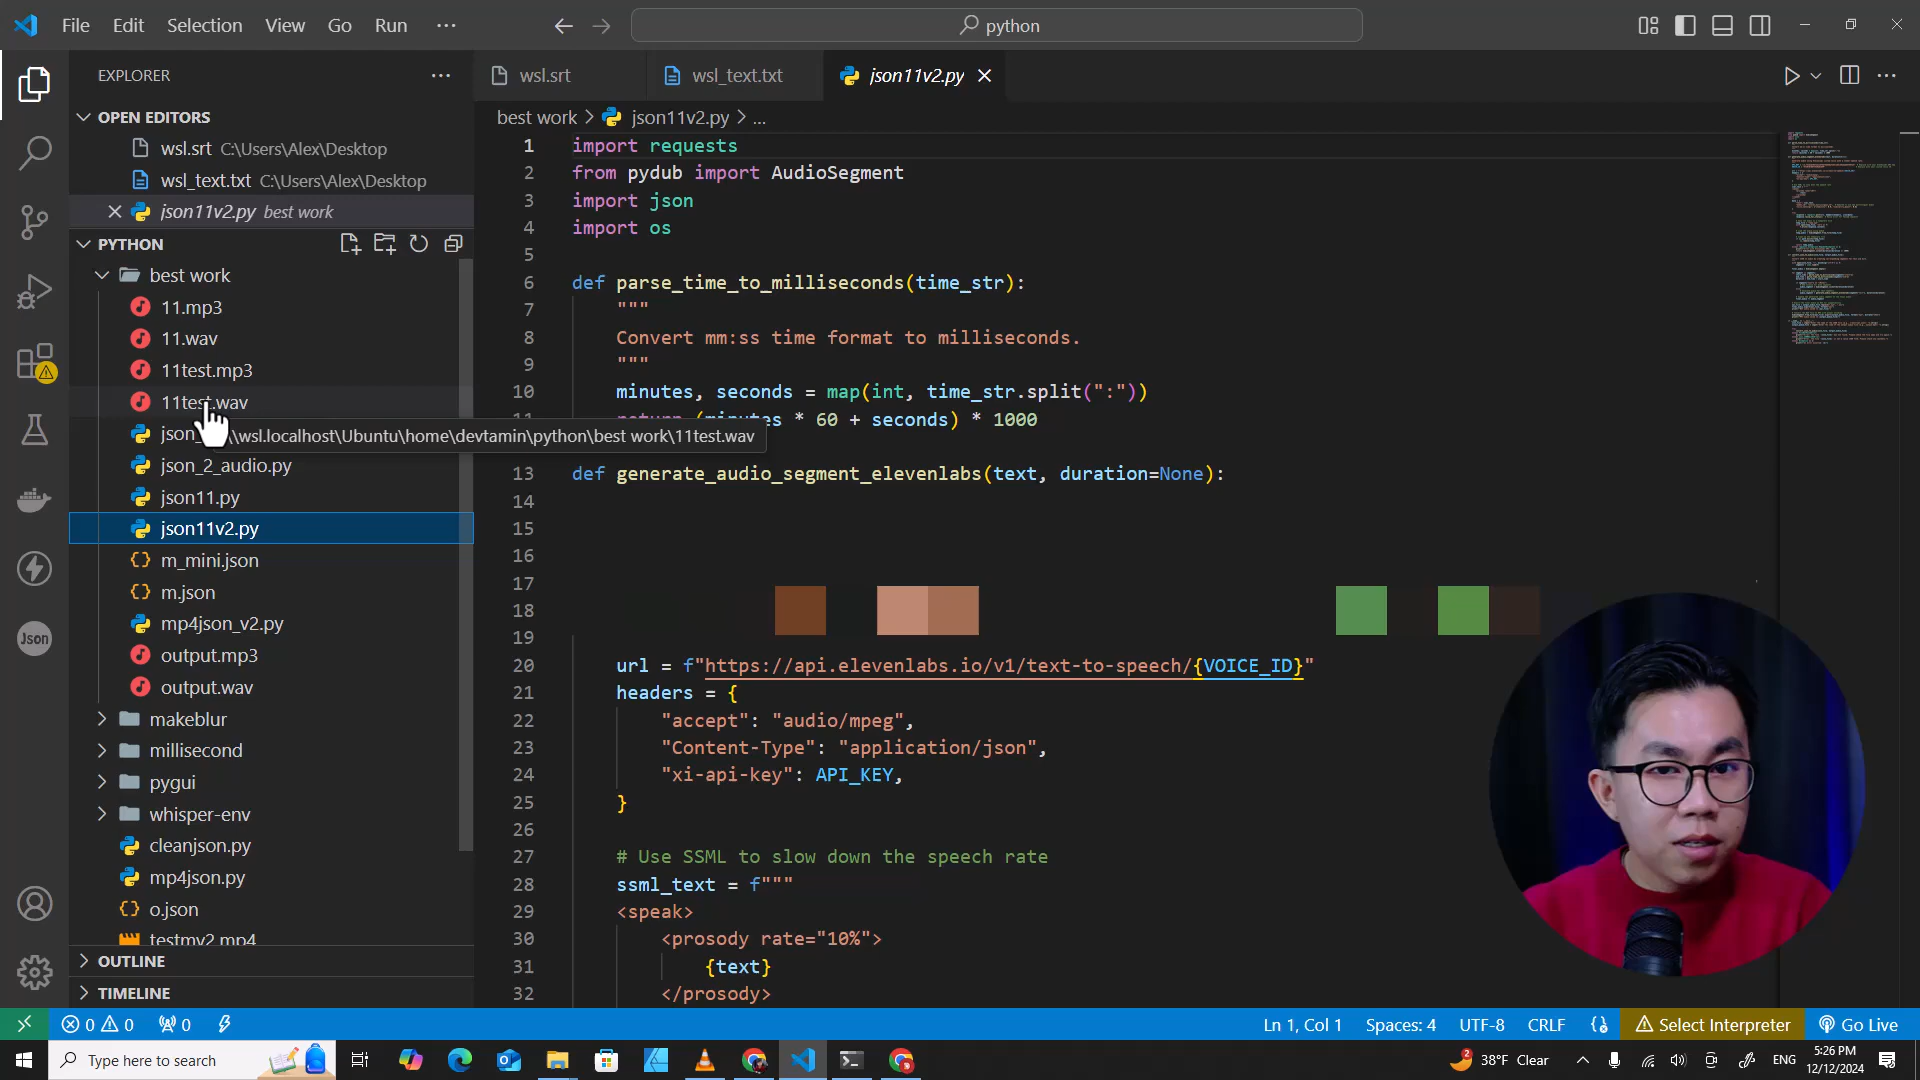 File Edit Selection View Go Run ···
python
EXPLORER
OPEN EDITORS
wsl.srt C:\Users\Alex\Desktop
wsl_text.txt C:\Users\Alex\Desktop
json11v2.py best work
PYTHON
best work
11.mp3
11.wav
11test.mp3
11test.wav
json_
\wsl.localhost\Ubuntu\home\devtamin\python\best work\11test.wav
json_2_audio.py
json11.py
json11v2.py
m_mini.json
m.json
mp4json_v2.py
output.mp3
output.wav
makeblur
millisecond
pygui
whisper-env
cleanjson.py
mp4json.py
o.json
testmv2.mp4
OUTLINE
TIMELINE
Json
wsl.srt
wsl_text.txt
json11v2.py
best work > json11v2.py > ...
1 import requests
2 from pydub import AudioSegment
3 import json
4 import os
5
6 def parse_time_to_milliseconds(time_str):
7 """
8 Convert mm:ss time format to milliseconds.
9 """
10 minutes, seconds = map(int, time_str.split(":"))
11 return (minutes * 60 + seconds) * 1000
13 def generate_audio_segment_elevenlabs(text, duration=None):
14
15
16
17
18
19
20 url = f"https://api.elevenlabs.io/v1/text-to-speech/{VOICE_ID}"
21 headers = {
22 "accept": "audio/mpeg",
23 "Content-Type": "application/json",
24 "xi-api-key": API_KEY,
25 }
26
27 # Use SSML to slow down the speech rate
28 ssml_text = f"""
29 <speak>
30 <prosody rate="10%">
31 {text}
32 </prosody>
0 0 0
Ln 1, Col 1 Spaces: 4 UTF-8 CRLF Select Interpreter Go Live
Type here to search
2 38°F Clear ENG 5:26 PM
12/12/2024